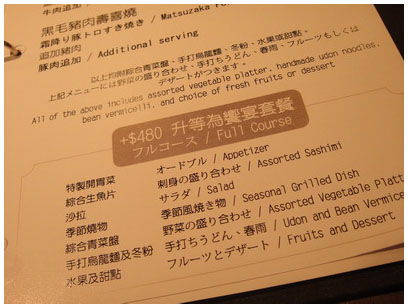 黑毛豬肉壽喜燒
霜降り豚トロすき焼き / Matsuzaka
追加豬肉
豚肉追加 / Additional serving
以上均附綜合青菜盤、手打烏龍麵、冬粉、水果或甜點。
上記メニューには野菜の盛り合わせ、手打ちうどん、春雨、フルーツもしくは
デザートがつきます。
All of the above includes assorted vegetable platter, handmade udon noodles,
bean vermicelli, and choice of fresh fruits or dessert
+$480 升等為饗宴套餐
フルコース / Full Course
特製開胃菜 オードブル / Appetizer
綜合生魚片 刺身の盛り合わせ / Assorted Sashimi
沙拉 サラダ / Salad
季節燒物 季節風焼き物 / Seasonal Grilled Dish
綜合青菜盤 野菜の盛り合わせ / Assorted Vegetable Platt
手打烏龍麵及冬粉 手打ちうどん、春雨 / Udon and Bean Vermice
水果及甜點 フルーツとデザート / Fruits and Dessert